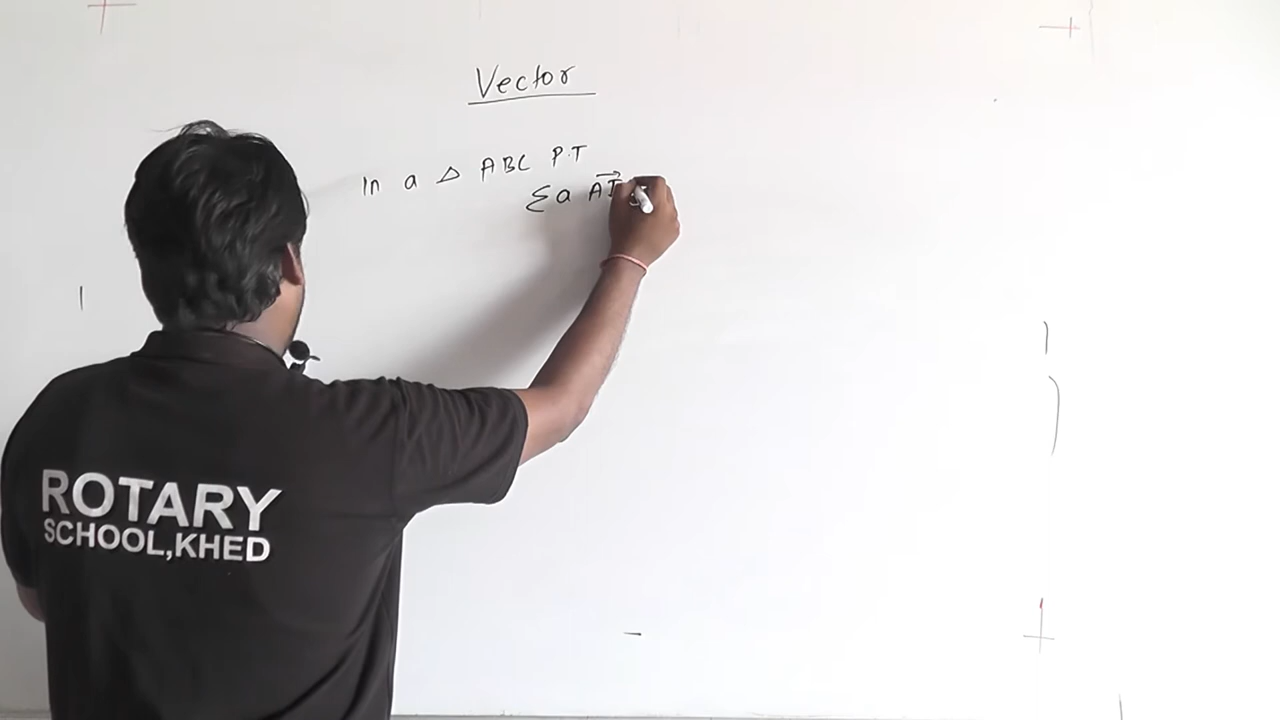 Vector
In a △ ABC P.T
Σa AI
ROTARY
SCHOOL,KHED